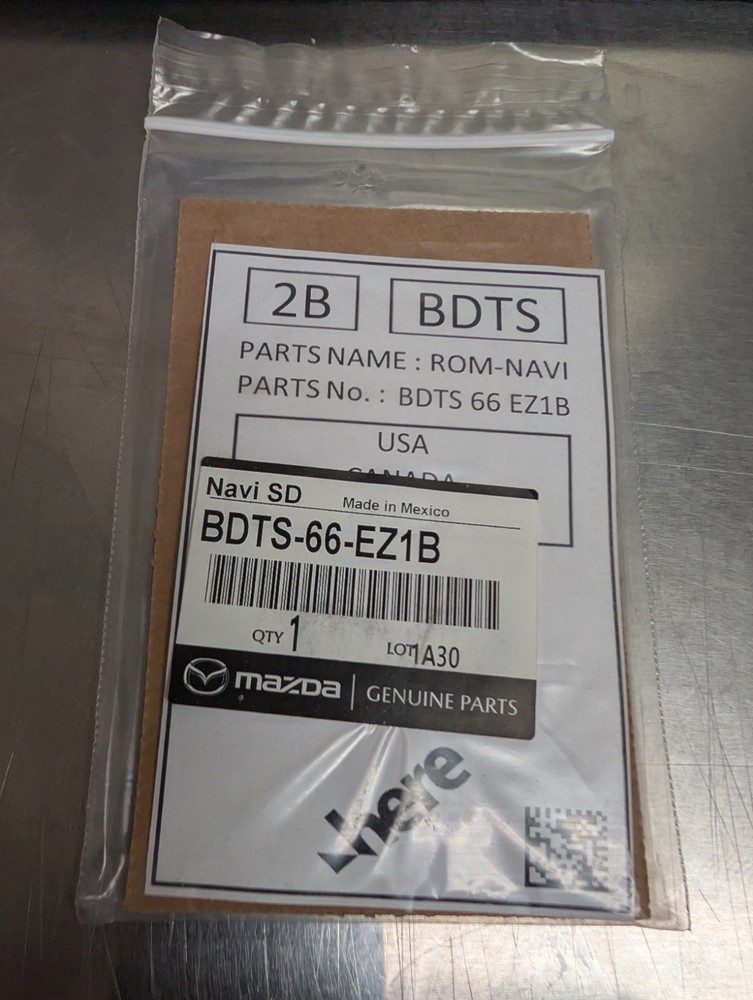 2B BDTS
PARTS NAME : ROM-NAVI
PARTS No. : BDTS 66 EZ1B
USA
CANADA
Navi SD Made in Mexico
BDTS-66-EZ1B
QTY 1 LOT 1A30
mazda GENUINE PARTS
here